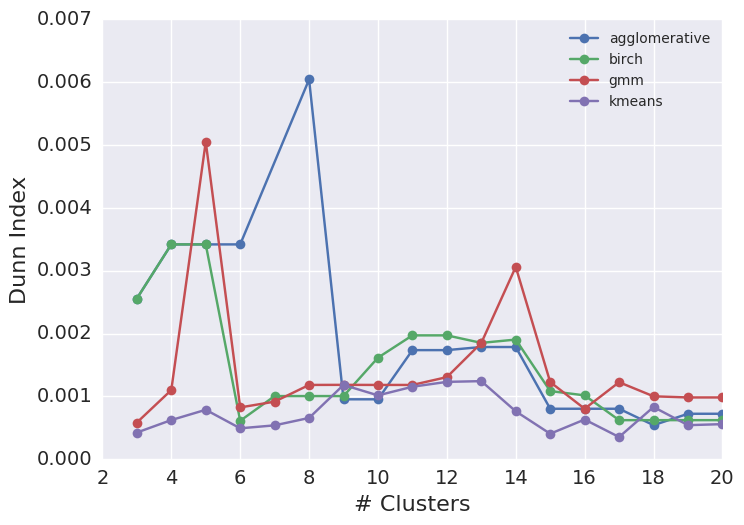 0.007
0.006
0.005
0.004
0.003
0.002
0.001
0.000
Dunn Index
2 4 6 8 10 12 14 16 18 20
# Clusters
agglomerative
birch
gmm
kmeans